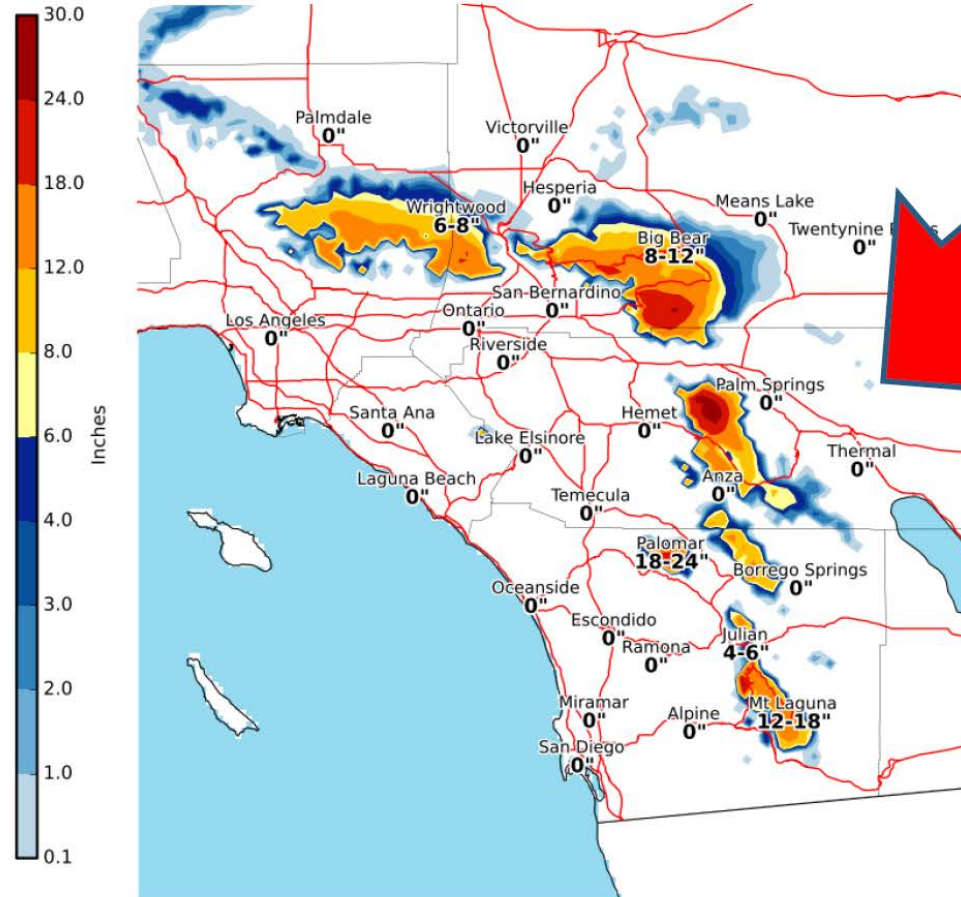 30.0
24.0
18.0
12.0
8.0
6.0
4.0
3.0
2.0
1.0
0.1
Inches
Palmdale
0"
Victorville
0"
Hesperia
0"
Wrightwood
6-8"
Means Lake
0"
Twentynine
0"
Big Bear
8-12"
San Bernardino
0"
Ontario
0"
Los Angeles
0"
Riverside
0"
Palm Springs
0"
Santa Ana
0"
Hemet
0"
Lake Elsinore
0"
Thermal
0"
Laguna Beach
0"
Anza
0"
Temecula
0"
Palomar
18-24"
Borrego Springs
0"
Oceanside
0"
Escondido
0"
Julian
4-6"
Ramona
0"
Miramar
0"
Alpine
0"
Mt Laguna
12-18"
San Diego
0"